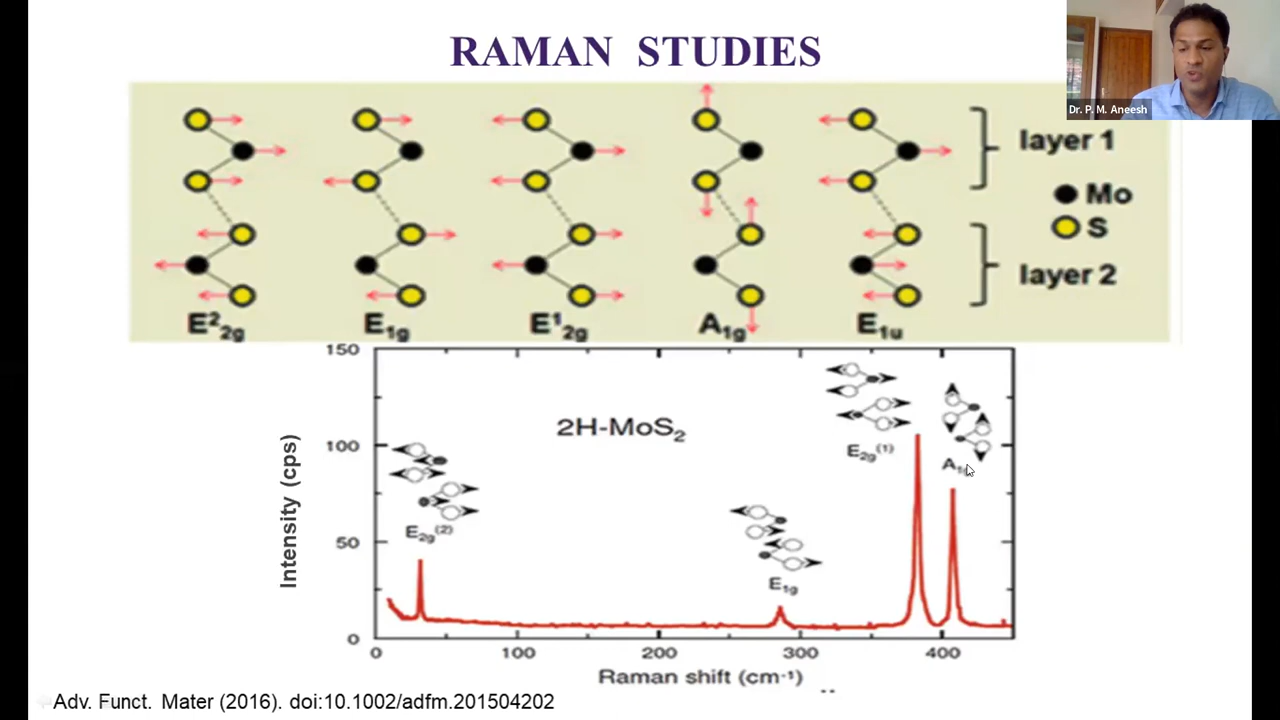 RAMAN STUDIES
Dr. P. M. Aneesh
layer 1
Mo
S
layer 2
E²₂g
E₁g
E¹₂g
A₁g
E₁u
150
100
50
0
Intensity (cps)
2H-MoS₂
E₂g⁽²⁾
E₁g
E₂g⁽¹⁾
0
100
200
300
400
Raman shift (cm⁻¹)
Adv. Funct. Mater (2016). doi:10.1002/adfm.201504202